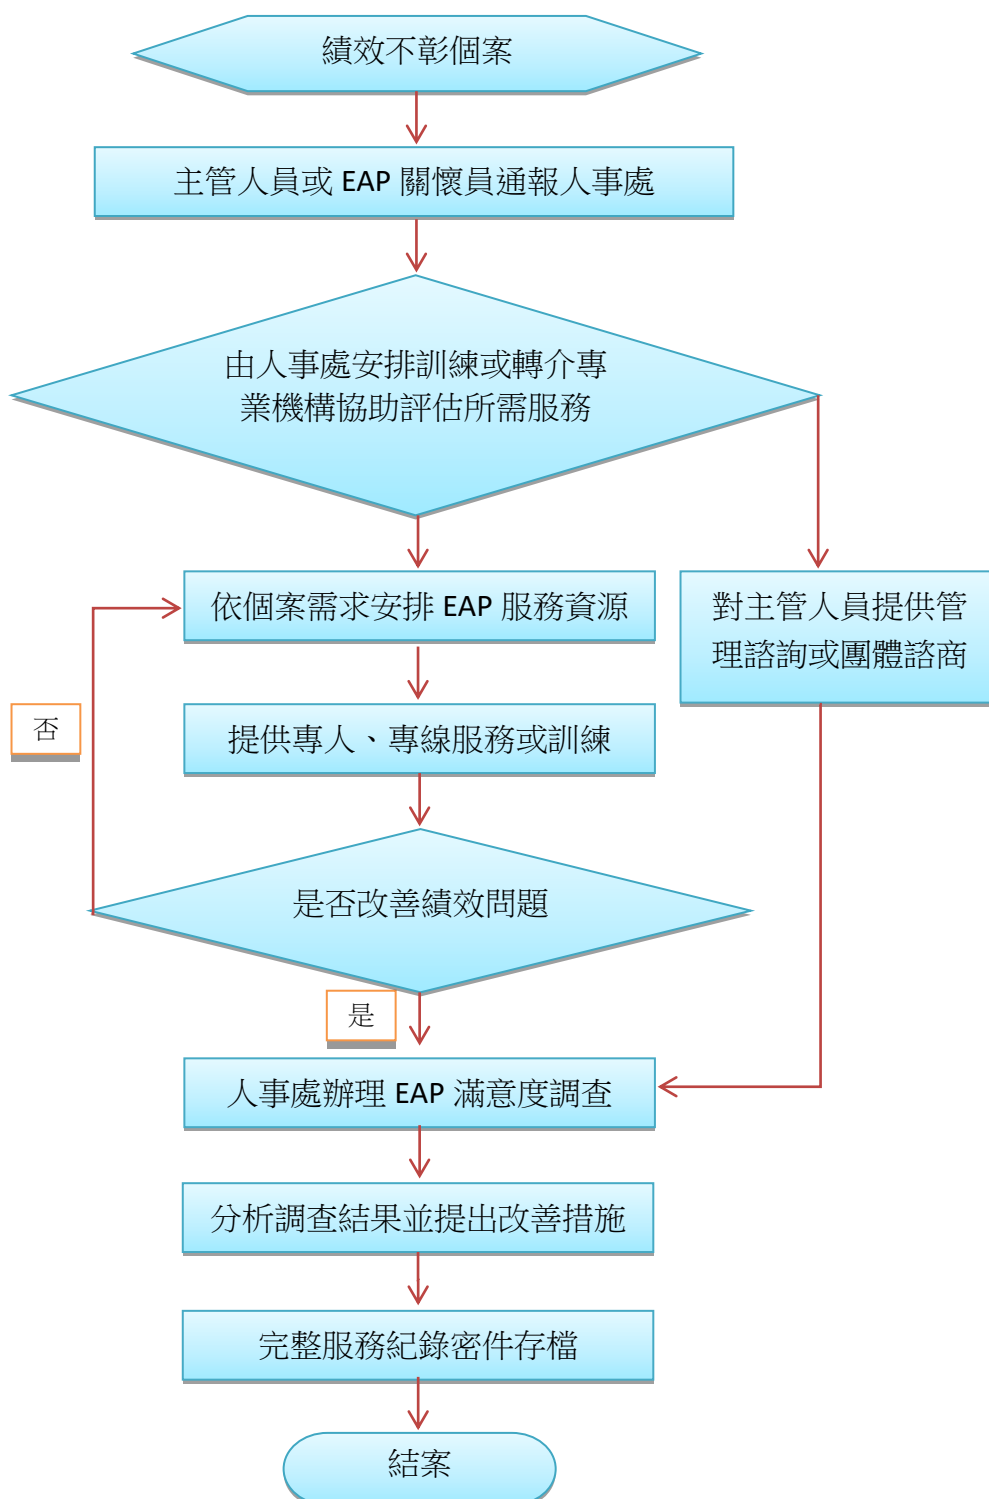 績效不彰個案
主管人員或 EAP 關懷員通報人事處
由人事處安排訓練或轉介專
業機構協助評估所需服務
依個案需求安排 EAP 服務資源
對主管人員提供管
理諮詢或團體諮商
否
提供專人、專線服務或訓練
是否改善績效問題
是
人事處辦理 EAP 滿意度調查
分析調查結果並提出改善措施
完整服務紀錄密件存檔
結案